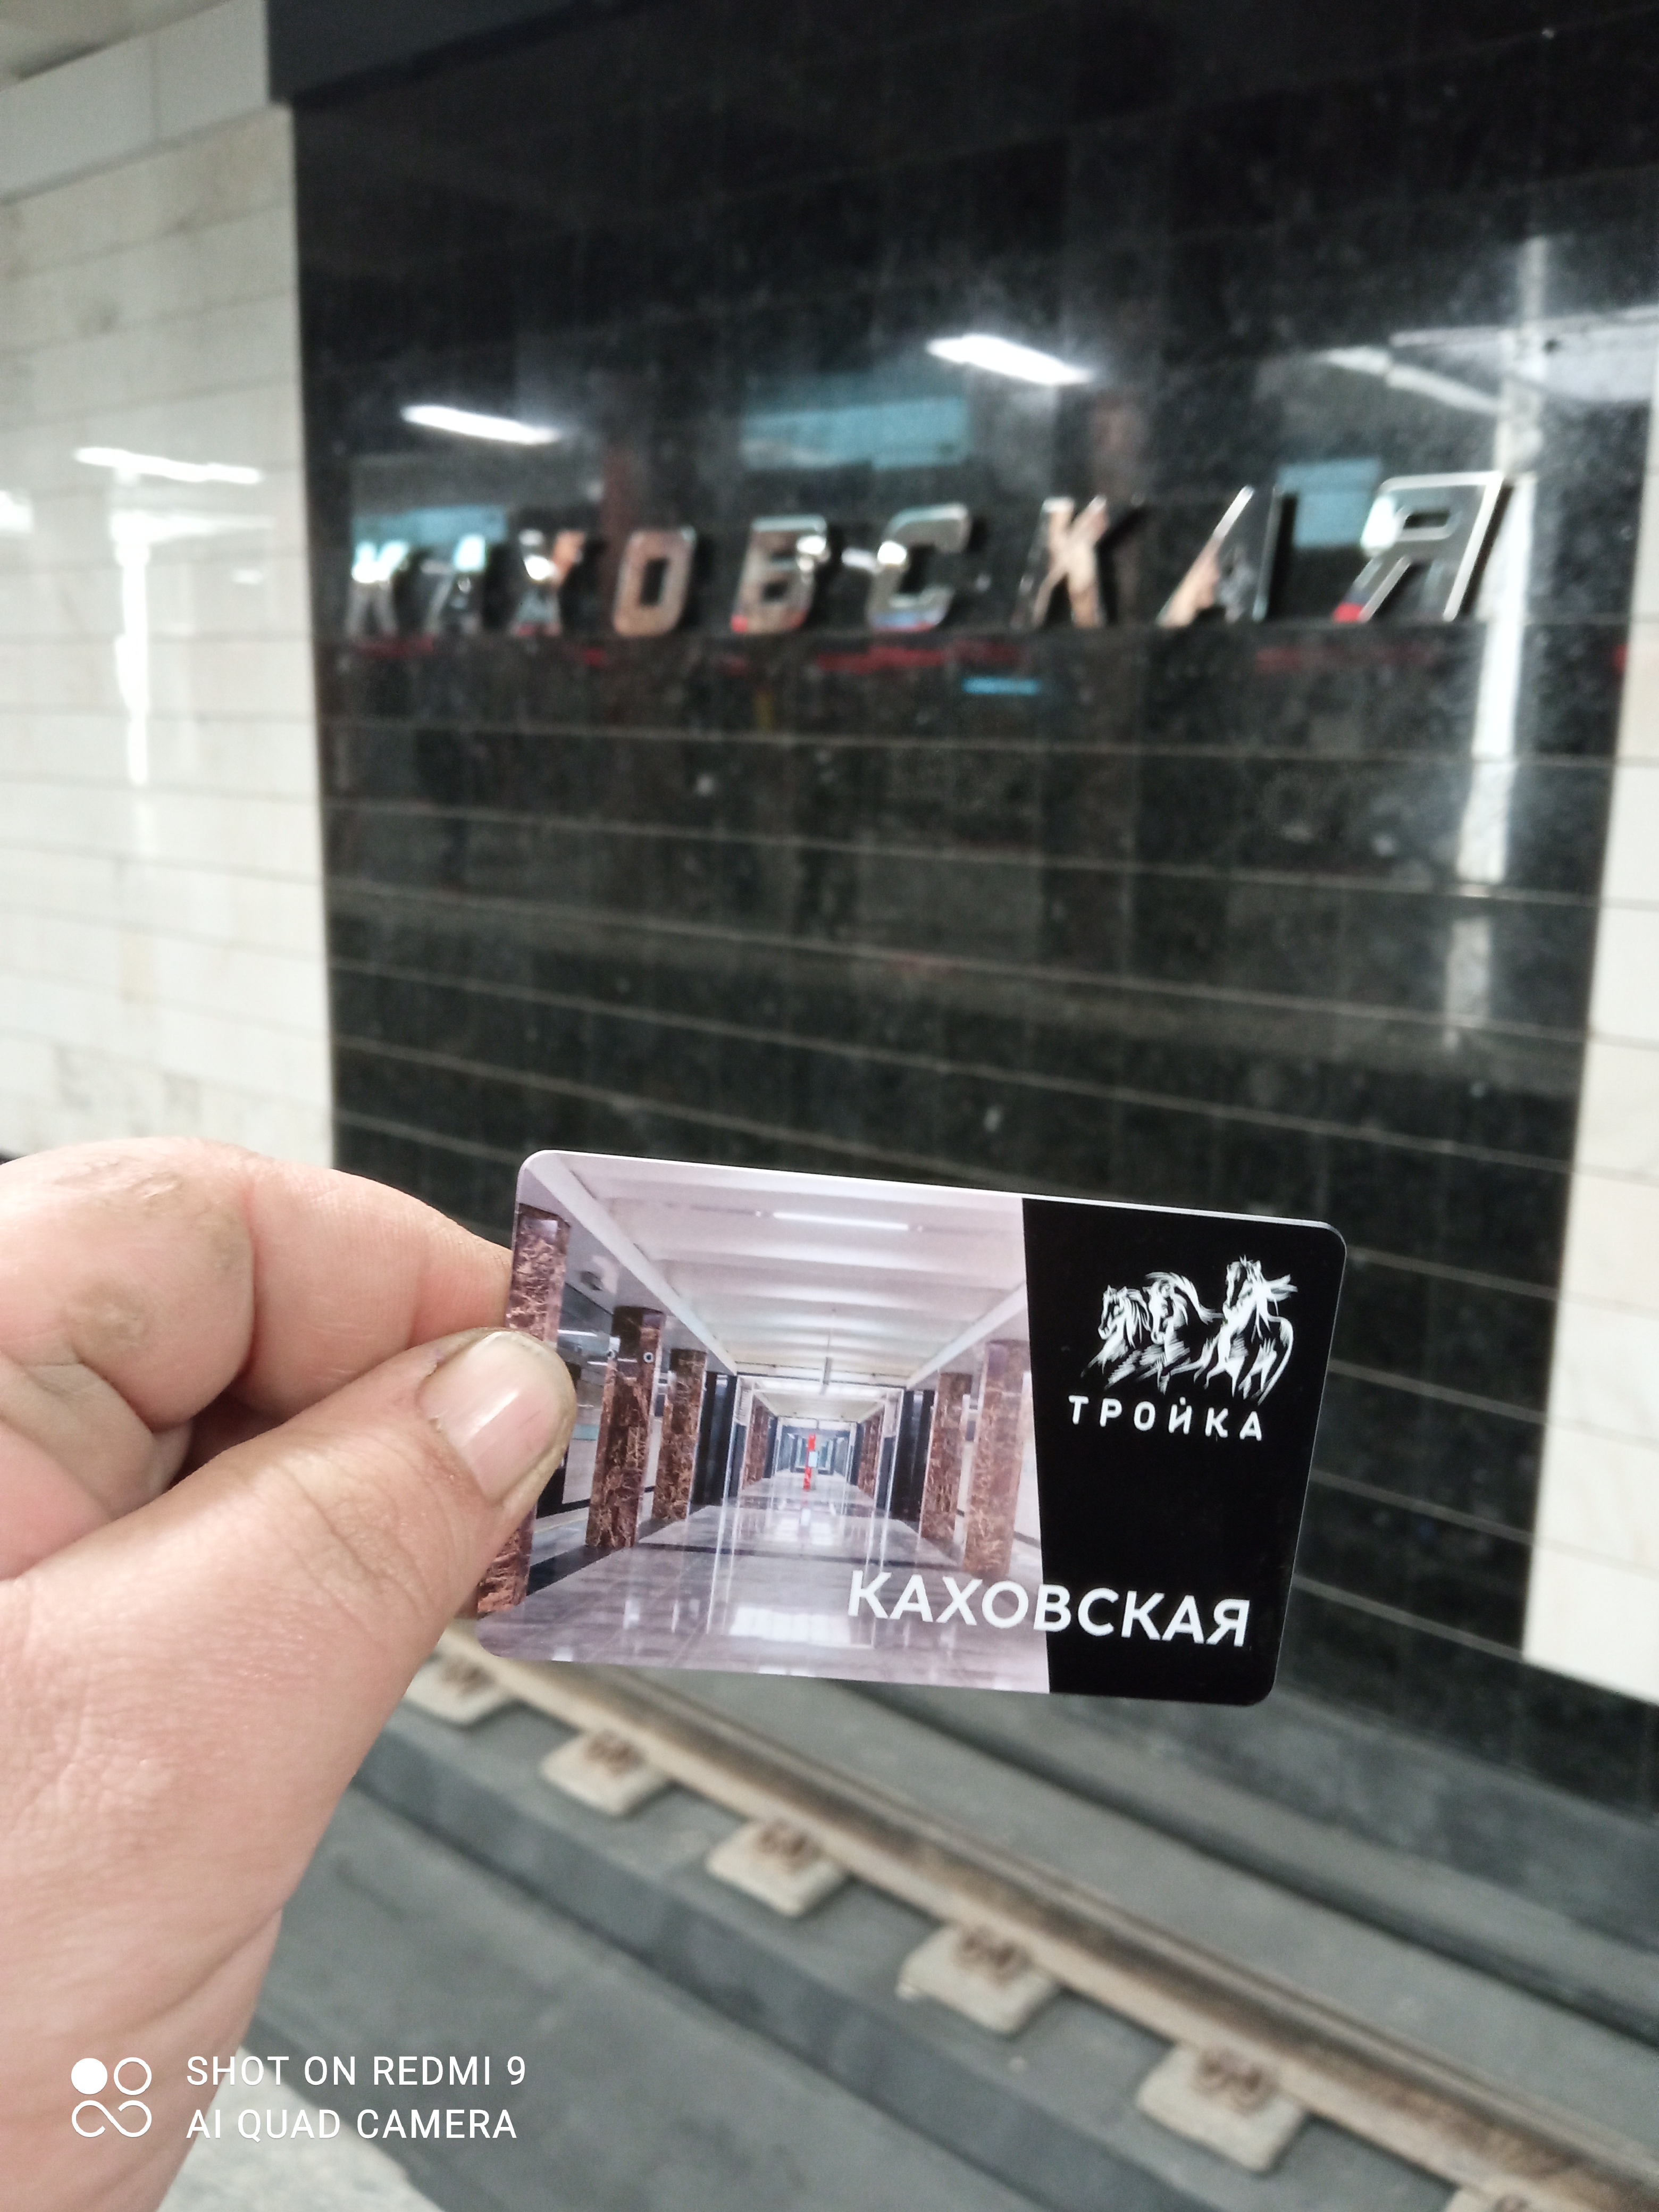 КАХОВСКАЯ
ТРОЙКА
КАХОВСКАЯ
SHOT ON REDMI 9
AI QUAD CAMERA